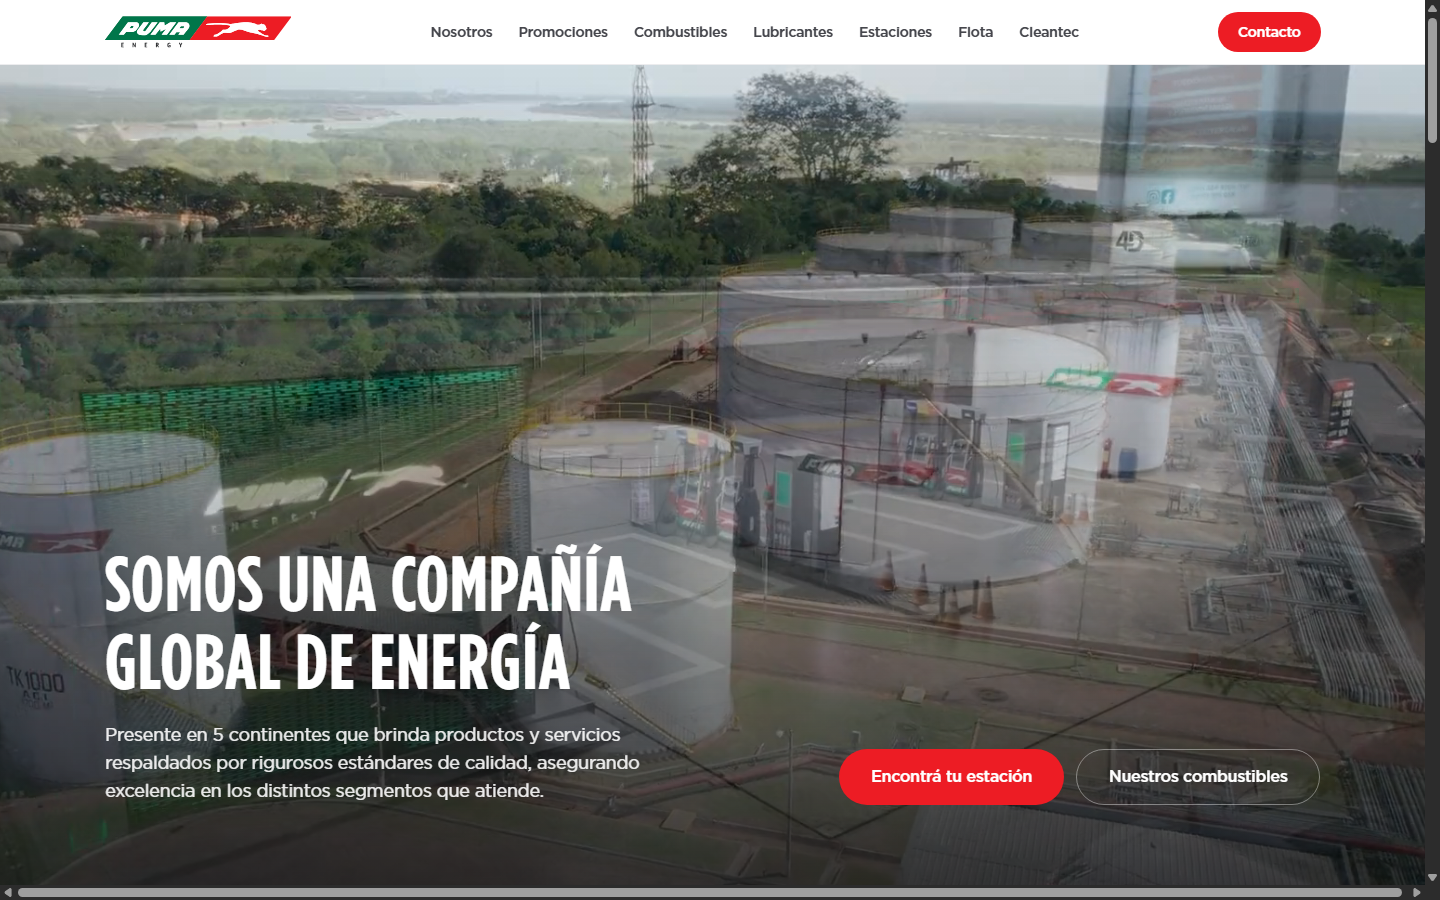 PUMA
ENERGY
Nosotros
Promociones
Combustibles
Lubricantes
Estaciones
Flota
Cleantec
Contacto
SOMOS UNA COMPAÑÍA
GLOBAL DE ENERGÍA
Presente en 5 continentes que brinda productos y servicios
respaldados por rigurosos estándares de calidad, asegurando
excelencia en los distintos segmentos que atiende.
Encontrá tu estación
Nuestros combustibles
TK1000